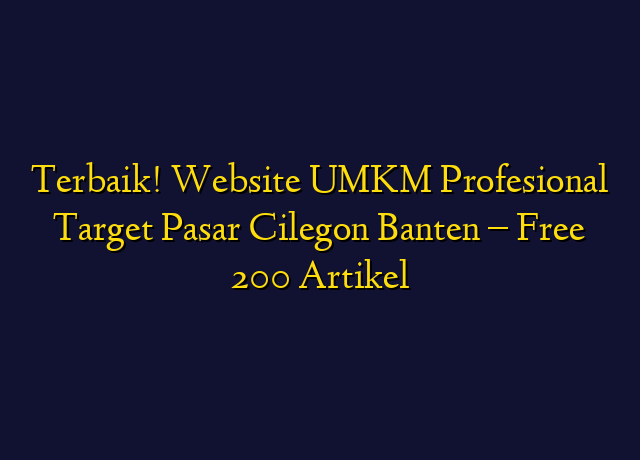 Terbaik! Website UMKM Profesional
Target Pasar Cilegon Banten – Free
200 Artikel